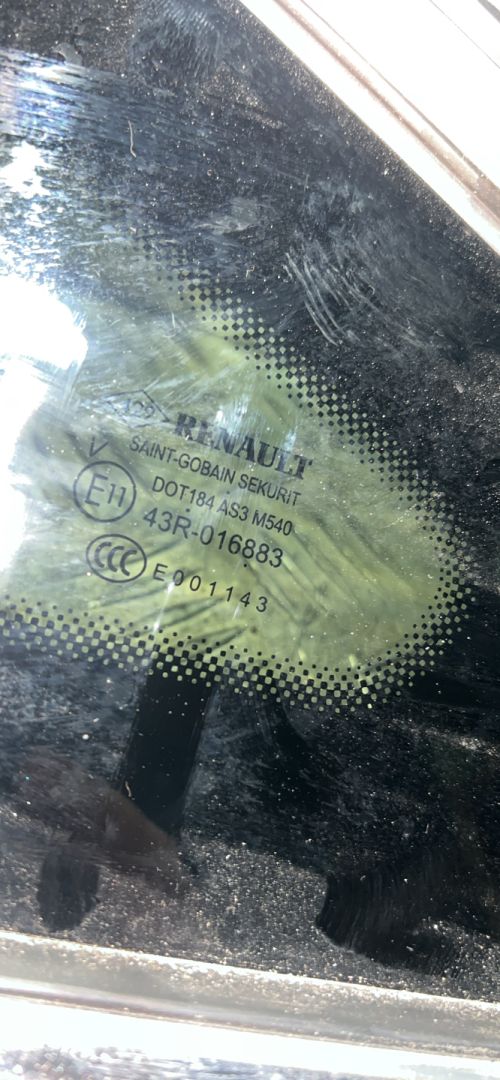 RENAULT
SAINT-GOBAIN SEKURIT
V
DOT184 AS3 M540
E11
43R-016883
CCC
E001143